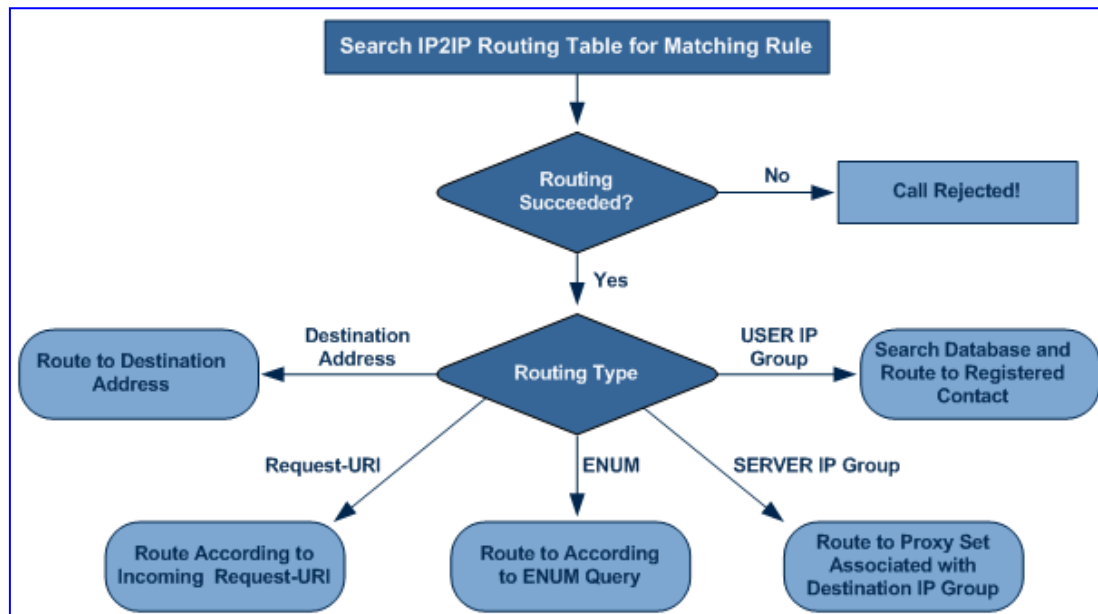 Search IP2IP Routing Table for Matching Rule
Routing
Succeeded?
No
Call Rejected!
Yes
Destination
Address
USER IP
Group
Route to Destination
Address
Routing Type
Search Database and
Route to Registered
Contact
Request-URI
ENUM
SERVER IP Group
Route According to
Incoming Request-URI
Route to According
to ENUM Query
Route to Proxy Set
Associated with
Destination IP Group